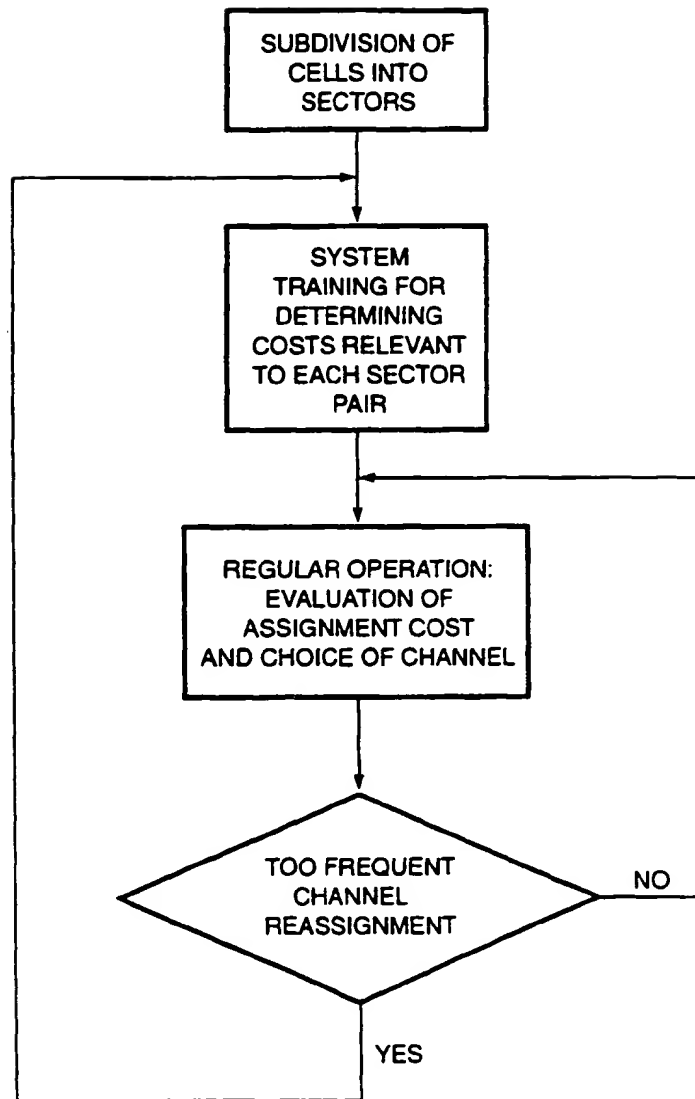 SUBDIVISION OF
CELLS INTO
SECTORS
SYSTEM
TRAINING FOR
DETERMINING
COSTS RELEVANT
TO EACH SECTOR
PAIR
REGULAR OPERATION:
EVALUATION OF
ASSIGNMENT COST
AND CHOICE OF CHANNEL
TOO FREQUENT
CHANNEL
REASSIGNMENT
NO
YES